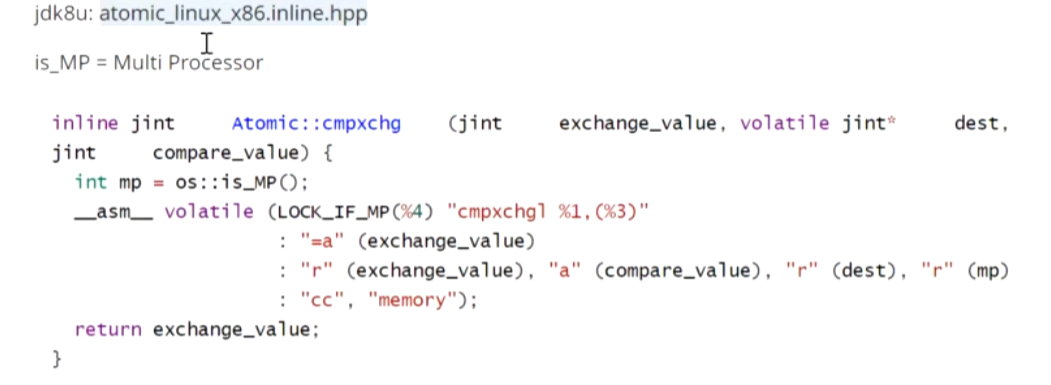 jdk8u: atomic_linux_x86.inline.hpp
is_MP = Multi Processor
inline jint Atomic::cmpxchg (jint exchange_value, volatile jint* dest,
jint compare_value) {
int mp = os::is_MP();
__asm__ volatile (LOCK_IF_MP(%4) "cmpxchgl %1,(%3)"
: "=a" (exchange_value)
: "r" (exchange_value), "a" (compare_value), "r" (dest), "r" (mp)
: "cc", "memory");
return exchange_value;
}